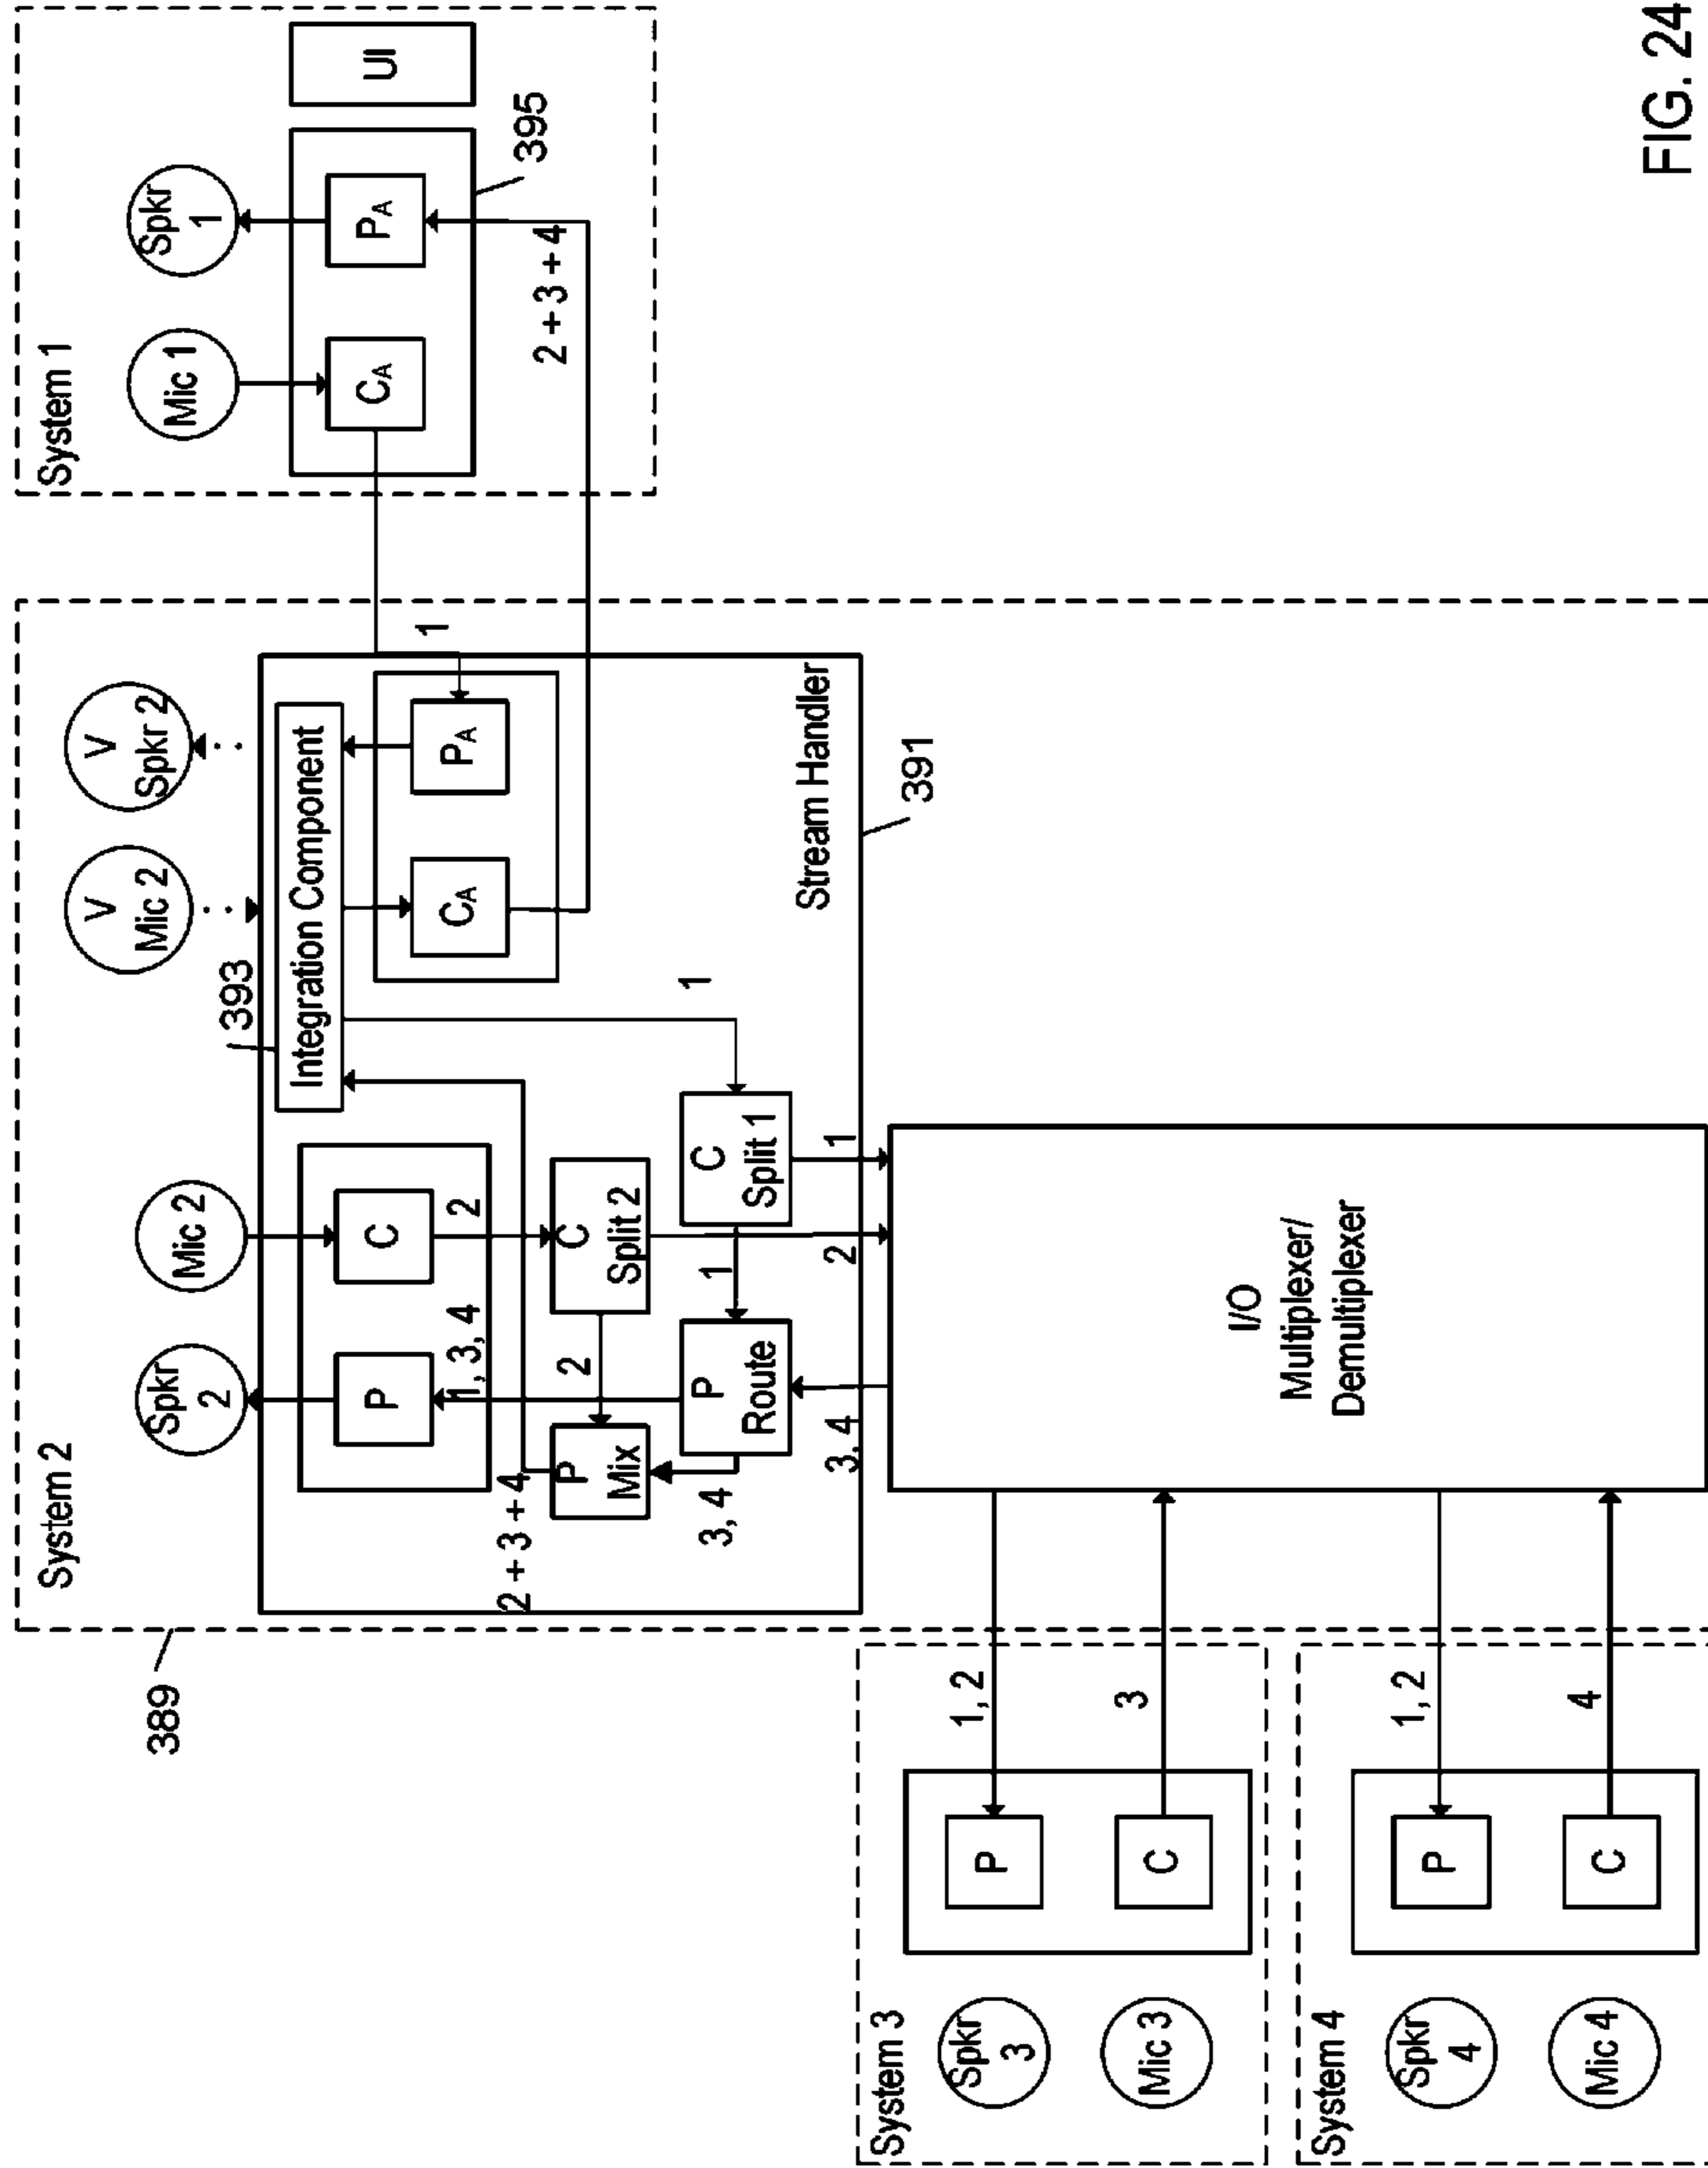 System 1
Mic 1
Spkr
1
UI
CA
PA
395
2 + 3 + 4
System 2
389
Spkr
2
Mic 2
V
Mic 2
V
Spkr 2
393
Integration Component
1
P
C
1, 3, 4
2
CA
PA
2 + 3 + 4
P
Mix
2
C
Split 2
3, 4
P
Route
1
C
Split 1
1
Stream Handler
391
3, 4
2
1
I/O
Multiplexer/
Demultiplexer
System 3
Spkr
3
Mic 3
P
C
1, 2
3
System 4
Spkr
4
Mic 4
P
C
1, 2
4
FIG. 24